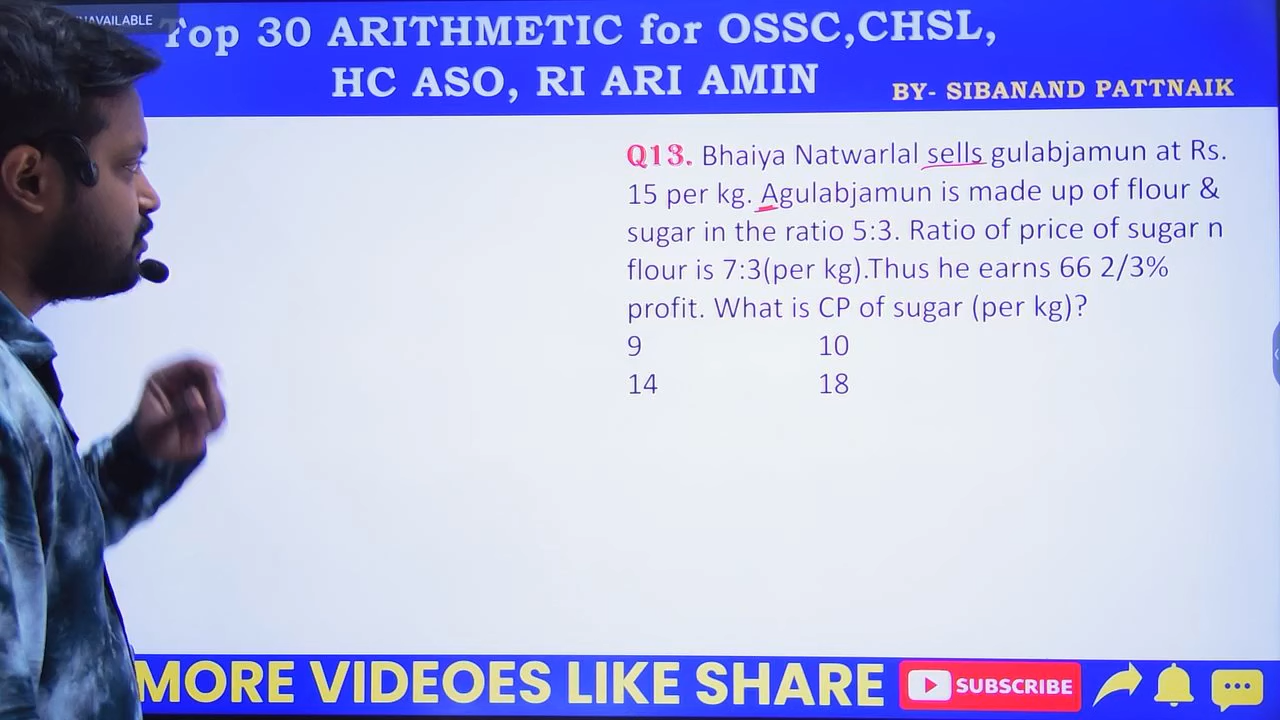 UNAVAILABLE
Top 30 ARITHMETIC for OSSC,CHSL,
HC ASO, RI ARI AMIN
BY- SIBANAND PATTNAIK
Q13. Bhaiya Natwarlal sells gulabjamun at Rs.
15 per kg. Agulabjamun is made up of flour &
sugar in the ratio 5:3. Ratio of price of sugar n
flour is 7:3(per kg).Thus he earns 66 2/3%
profit. What is CP of sugar (per kg)?
9 10
14 18
MORE VIDEOES LIKE SHARE
SUBSCRIBE